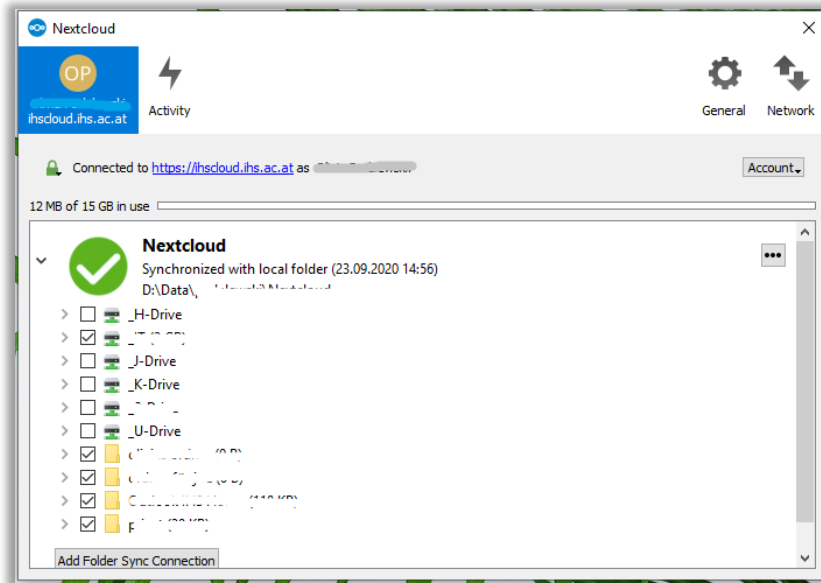 Nextcloud
OP
ihscloud.ihs.ac.at
Activity
General
Network
Connected to https://ihscloud.ihs.ac.at as
Account
12 MB of 15 GB in use
Nextcloud
Synchronized with local folder (23.09.2020 14:56)
D:\Data\
_H-Drive
_J-Drive
_K-Drive
_U-Drive
Add Folder Sync Connection